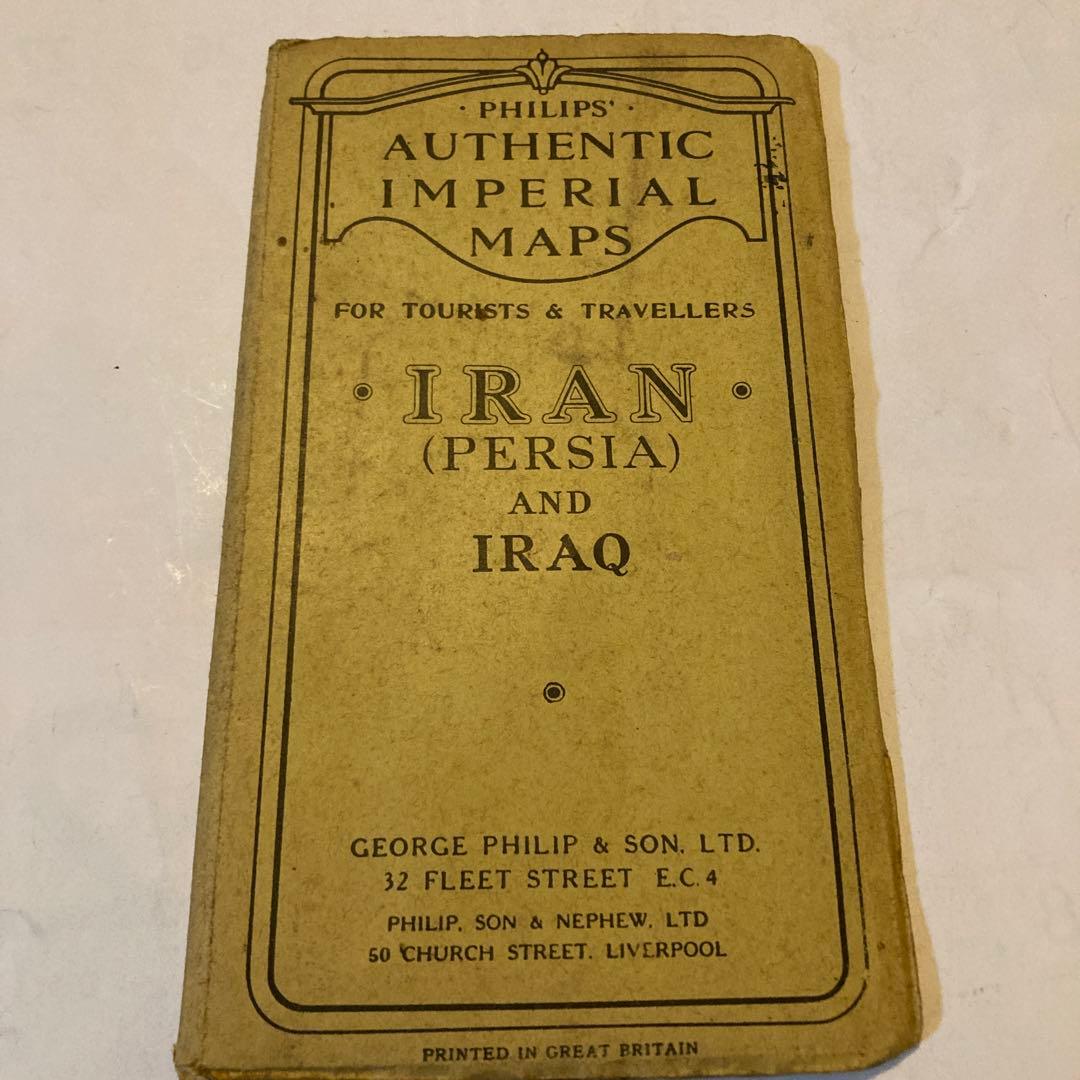 · PHILIPS' ·
AUTHENTIC
IMPERIAL
MAPS
FOR TOURISTS & TRAVELLERS
· IRAN ·
(PERSIA)
AND
IRAQ
GEORGE PHILIP & SON, LTD.
32 FLEET STREET E.C. 4
PHILIP, SON & NEPHEW, LTD
50 CHURCH STREET, LIVERPOOL
PRINTED IN GREAT BRITAIN